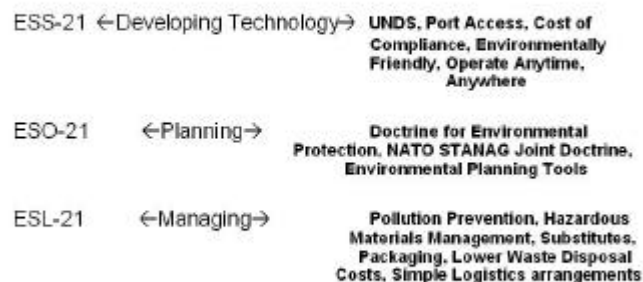 ESS-21 ←Developing Technology→ UNDS, Port Access, Cost of
Compliance, Environmentally
Friendly, Operate Anytime,
Anywhere
ESO-21 ←Planning→ Doctrine for Environmental
Protection, NATO STANAG Joint Doctrine,
Environmental Planning Tools
ESL-21 ←Managing→ Pollution Prevention, Hazardous
Materials Management, Substitutes,
Packaging, Lower Waste Disposal
Costs, Simple Logistics arrangements